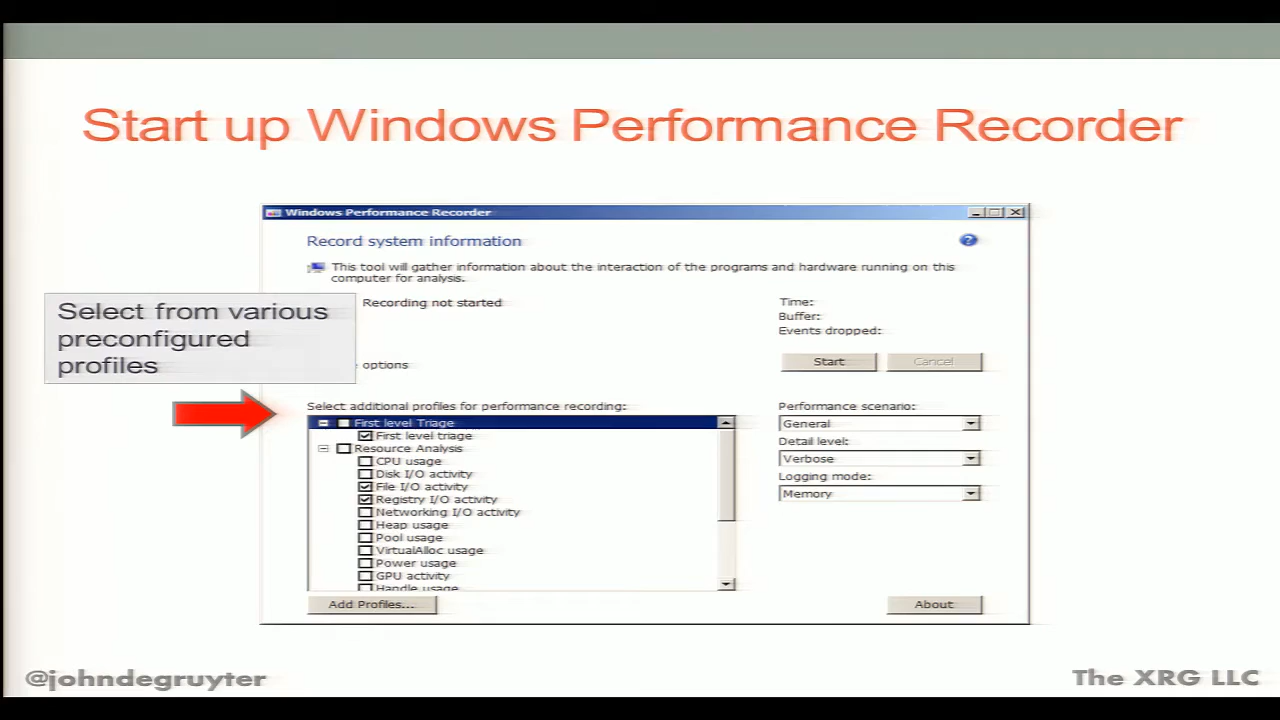 Start up Windows Performance Recorder
Windows Performance Recorder
Record system information
This tool will gather information about the interaction of the programs and hardware running on this
computer for analysis.
Select from various
preconfigured
profiles
Recording not started
Time:
Buffer:
Events dropped:
Start
Cancel
options
Select additional profiles for performance recording:
First level Triage
First level triage
Resource Analysis
CPU usage
Disk I/O activity
File I/O activity
Registry I/O activity
Networking I/O activity
Heap usage
Pool usage
VirtualAlloc usage
Power usage
GPU activity
Handle usage
Performance scenario:
General
Detail level:
Verbose
Logging mode:
Memory
Add Profiles...
About
@johndegruyter
The XRG LLC